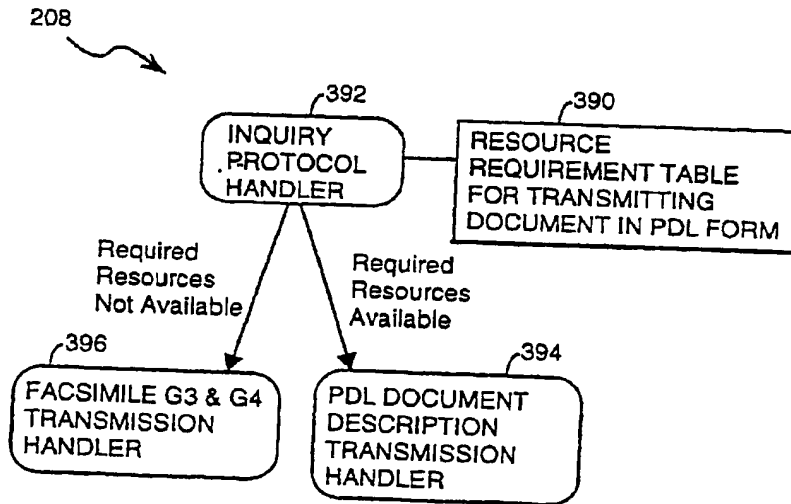 208
392
INQUIRY
PROTOCOL
HANDLER
390
RESOURCE
REQUIREMENT TABLE
FOR TRANSMITTING
DOCUMENT IN PDL FORM
Required
Resources
Not Available
Required
Resources
Available
396
FACSIMILE G3 & G4
TRANSMISSION
HANDLER
394
PDL DOCUMENT
DESCRIPTION
TRANSMISSION
HANDLER